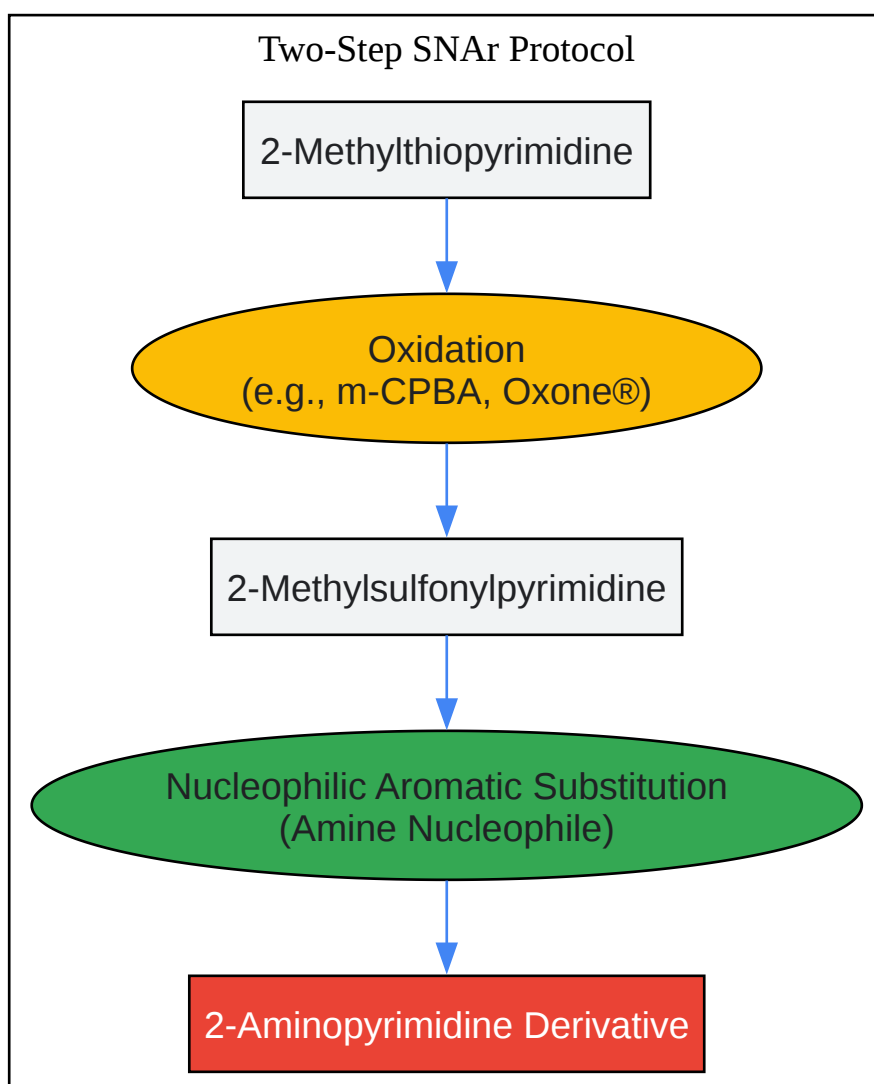 Two-Step SNAr Protocol
2-Methylthiopyrimidine
Oxidation
(e.g., m-CPBA, Oxone®)
2-Methylsulfonylpyrimidine
Nucleophilic Aromatic Substitution
(Amine Nucleophile)
2-Aminopyrimidine Derivative